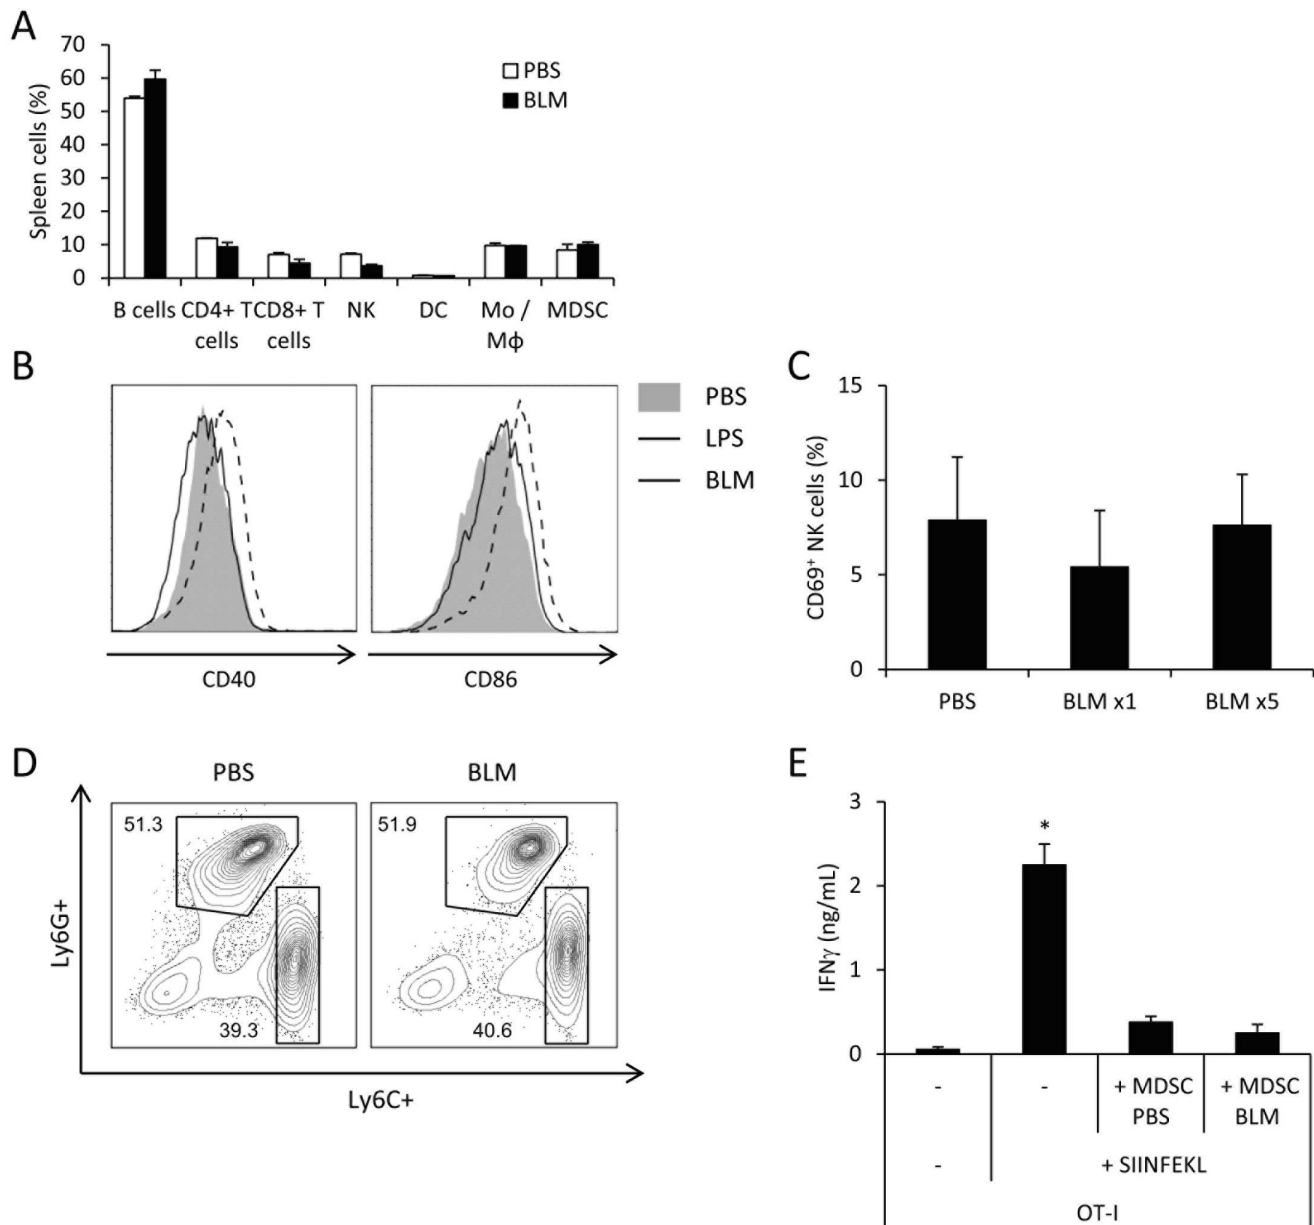 A
70
60
50
40
30
20
10
0
Spleen cells (%)
PBS
BLM
B cells CD4+ TCD8+ T NK DC Mo / MDSC
cells cells Mϕ
B
PBS
LPS
BLM
CD40 CD86
C
15
10
5
0
CD69+ NK cells (%)
PBS BLM x1 BLM x5
D
PBS BLM
51.3 51.9
39.3 40.6
Ly6G+
Ly6C+
E
3
2
1
0
IFNγ (ng/mL)
*
- - + MDSC + MDSC
PBS BLM
- + SIINFEKL
OT-I